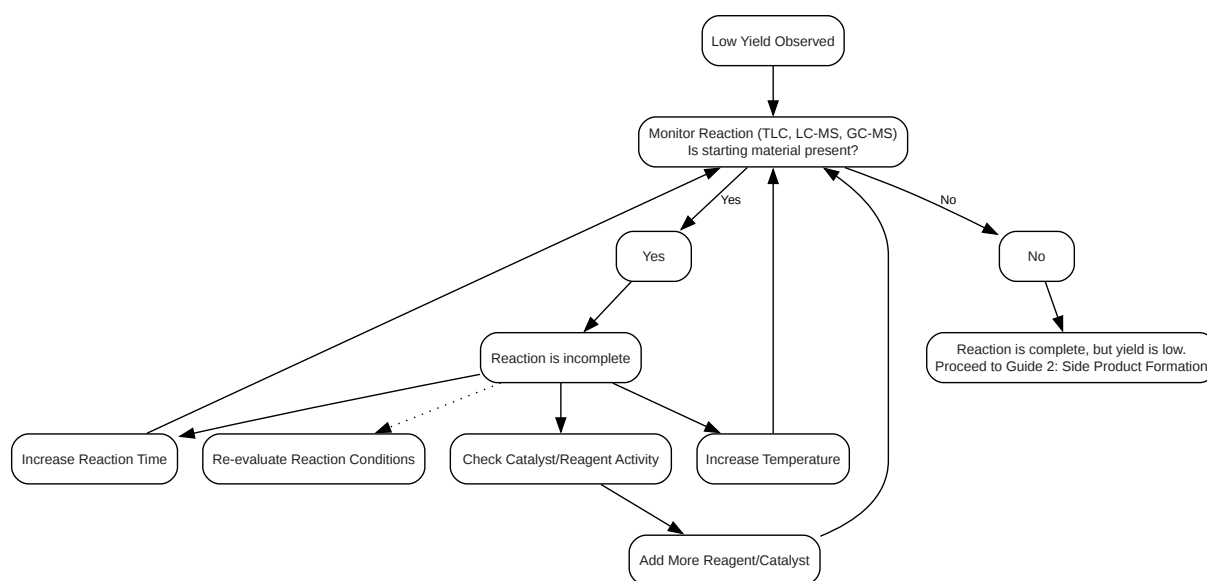 Low Yield Observed
Monitor Reaction (TLC, LC-MS, GC-MS)
Is starting material present?
Yes
No
Yes
No
Reaction is incomplete
Reaction is complete, but yield is low.
Proceed to Guide 2: Side Product Formation
Increase Reaction Time
Re-evaluate Reaction Conditions
Check Catalyst/Reagent Activity
Increase Temperature
Add More Reagent/Catalyst